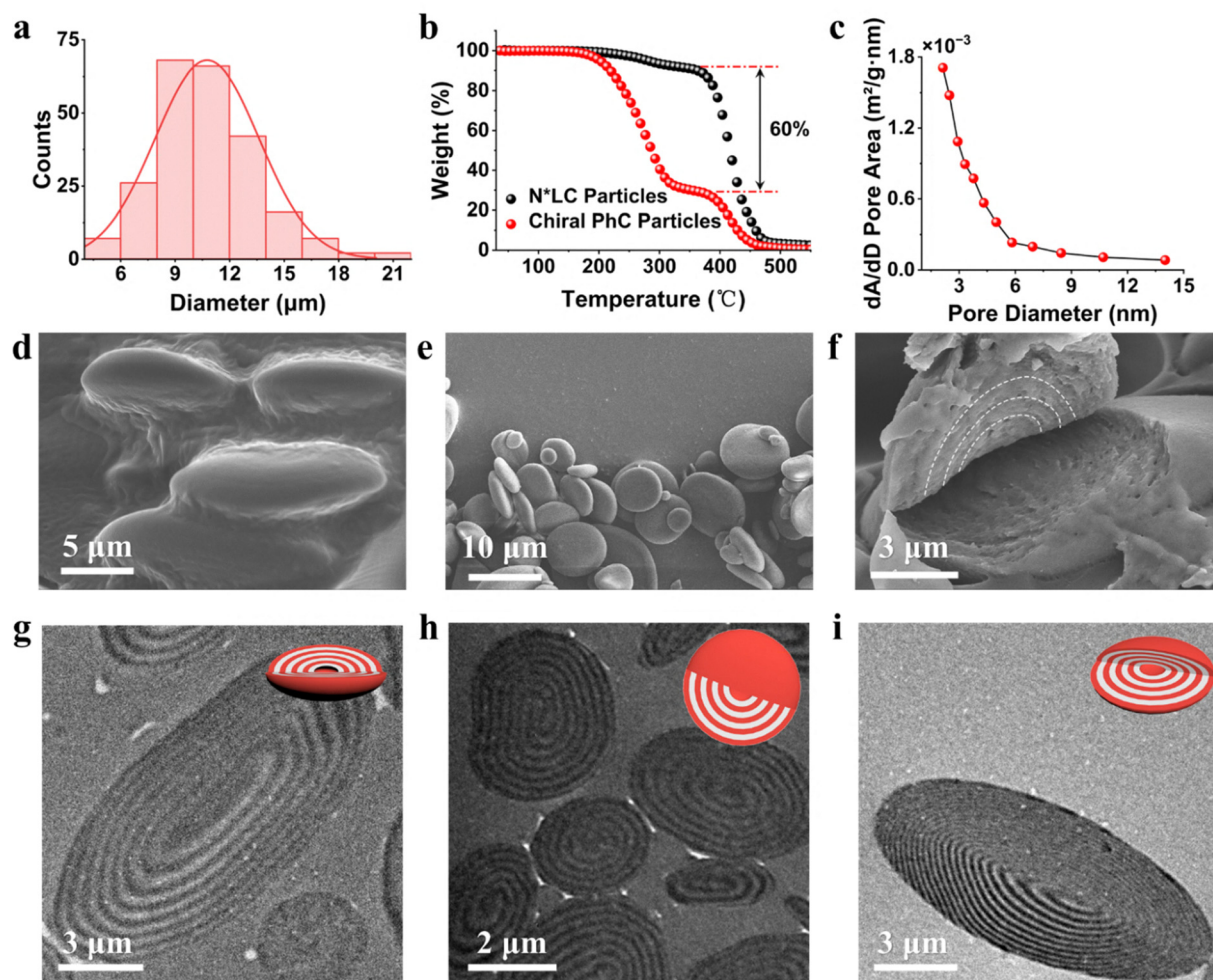 a
75
50
25
0
Counts
6 9 12 15 18 21
Diameter (μm)
b
100
80
60
40
20
0
Weight (%)
60%
N*LC Particles
Chiral PhC Particles
100 200 300 400 500
Temperature (℃)
c
×10⁻³
1.8
1.2
0.6
0.0
dA/dD Pore Area (m²/g·nm)
3 6 9 12 15
Pore Diameter (nm)
d
5 μm
e
10 μm
f
3 μm
g
3 μm
h
2 μm
i
3 μm